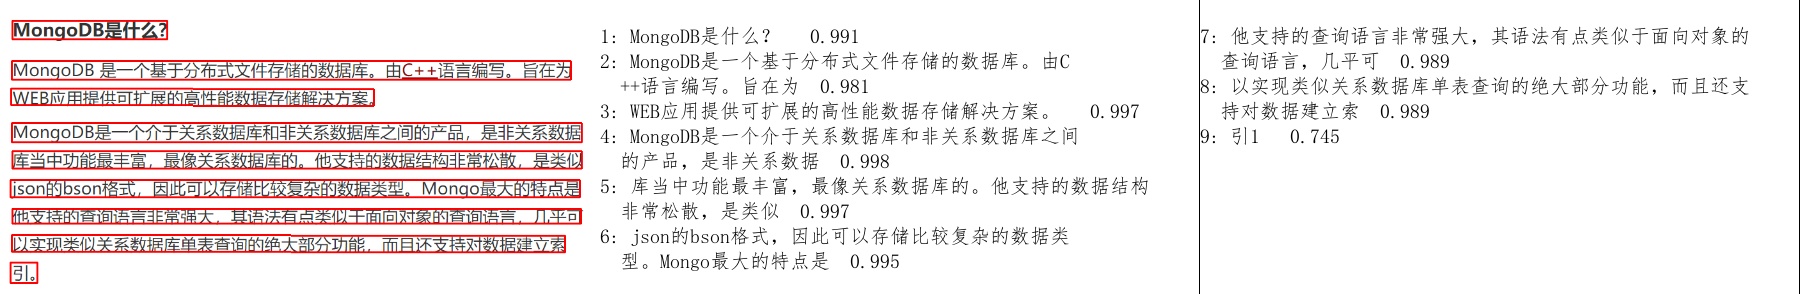 MongoDB是什么?
MongoDB 是一个基于分布式文件存储的数据库。由C++语言编写。旨在为
WEB应用提供可扩展的高性能数据存储解决方案。
MongoDB是一个介于关系数据库和非关系数据库之间的产品，是非关系数据
库当中功能最丰富，最像关系数据库的。他支持的数据结构非常松散，是类似
json的bson格式，因此可以存储比较复杂的数据类型。Mongo最大的特点是
他支持的查询语言非常强大，其语法有点类似于面向对象的查询语言，几乎可
以实现类似关系数据库单表查询的绝大部分功能，而且还支持对数据建立索
引。
1: MongoDB是什么？ 0.991
2: MongoDB是一个基于分布式文件存储的数据库。由C
++语言编写。旨在为 0.981
3: WEB应用提供可扩展的高性能数据存储解决方案。 0.997
4: MongoDB是一个介于关系数据库和非关系数据库之间
的产品，是非关系数据 0.998
5: 库当中功能最丰富，最像关系数据库的。他支持的数据结构
非常松散，是类似 0.997
6: json的bson格式，因此可以存储比较复杂的数据类
型。Mongo最大的特点是 0.995
7: 他支持的查询语言非常强大，其语法有点类似于面向对象的
查询语言，几平可 0.989
8: 以实现类似关系数据库单表查询的绝大部分功能，而且还支
持对数据建立索 0.989
9: 引1 0.745